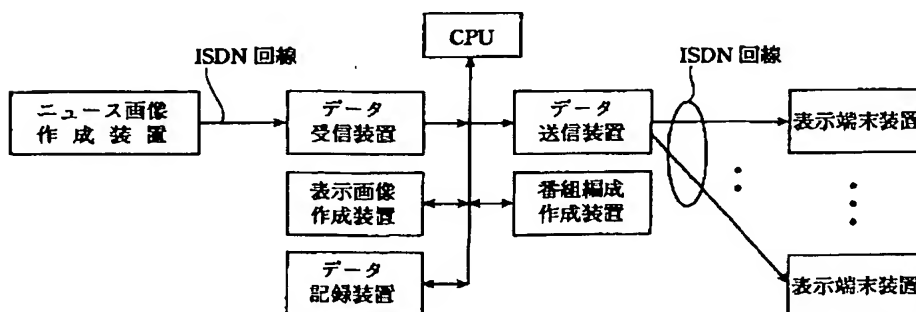 CPU
ISDN 回線
ISDN 回線
ニュース画像
作成装置
データ
受信装置
データ
送信装置
表示端末装置
表示画像
作成装置
番組編成
作成装置
データ
記録装置
表示端末装置